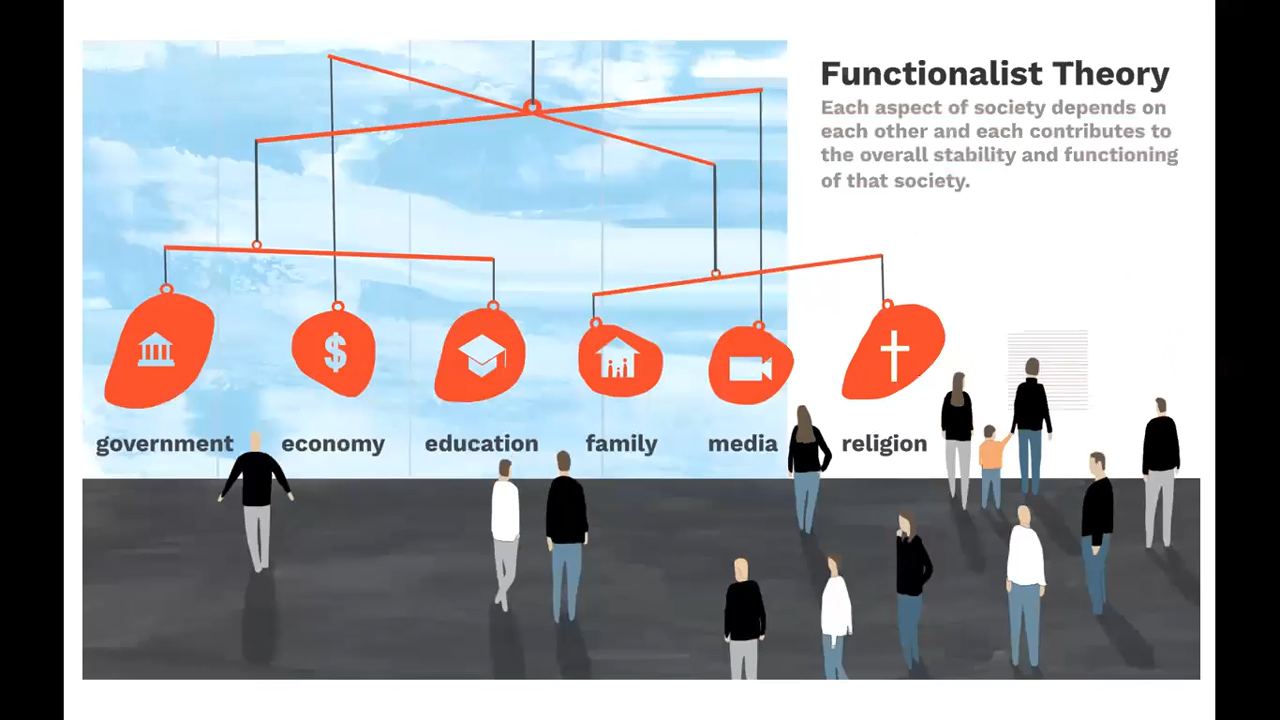 Functionalist Theory
Each aspect of society depends on
each other and each contributes to
the overall stability and functioning
of that society.
$
government economy education family media religion